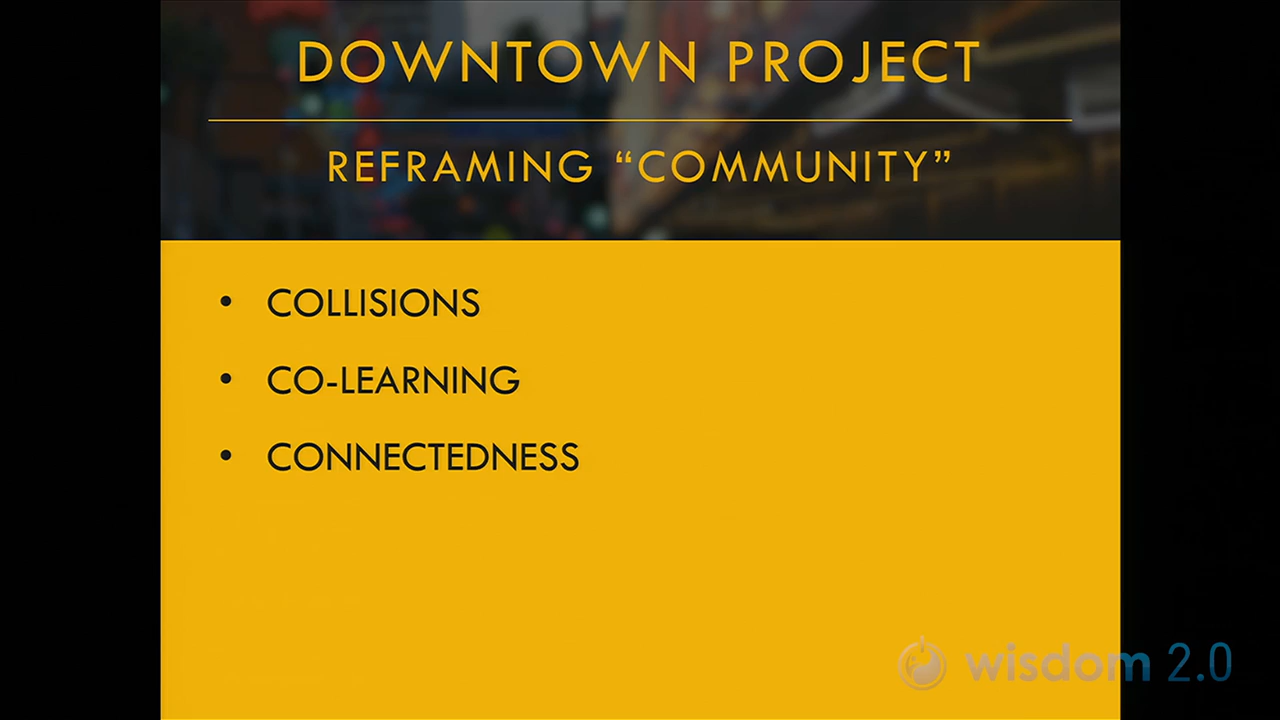 DOWNTOWN PROJECT
REFRAMING “COMMUNITY”
• COLLISIONS
• CO-LEARNING
• CONNECTEDNESS
wisdom 2.0